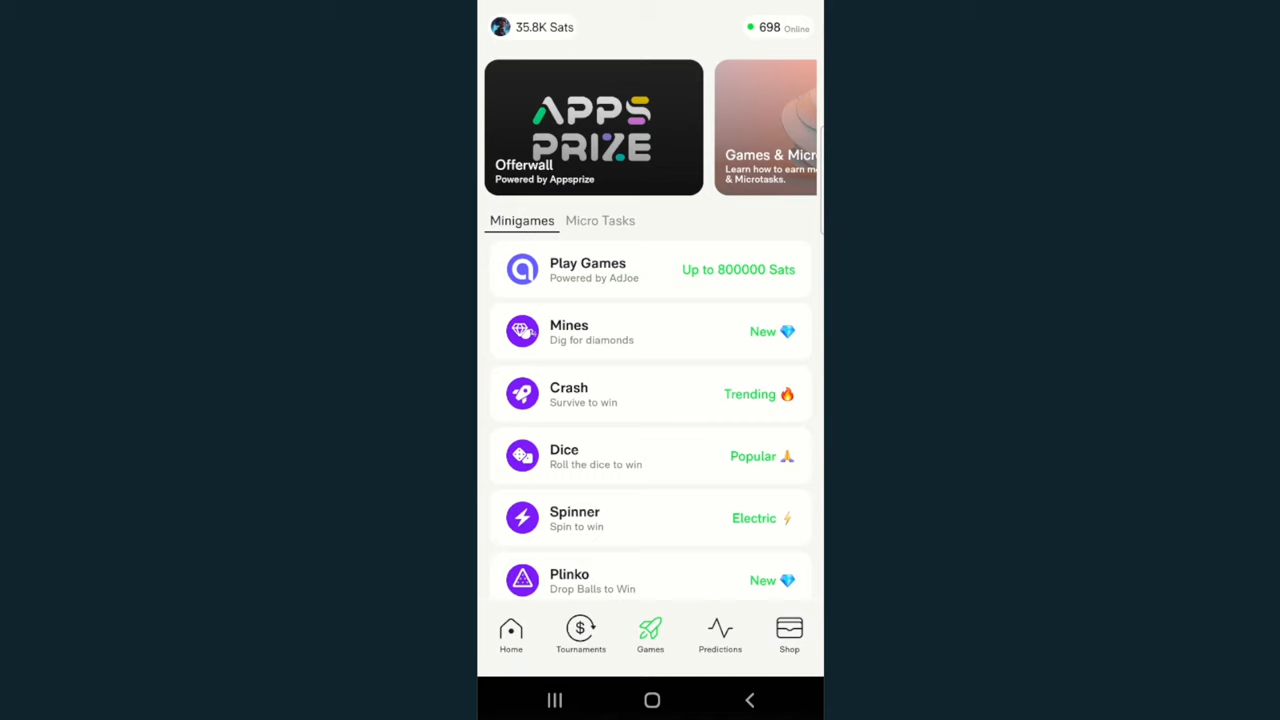 35.8K Sats
698 Online
APPS
PRIZE
Offerwall
Powered by Appsprize
Games & Micr
Learn how to earn m
& Microtasks.
Minigames
Micro Tasks
Play Games
Powered by AdJoe
Up to 800000 Sats
Mines
Dig for diamonds
New 💎
Crash
Survive to win
Trending 🔥
Dice
Roll the dice to win
Popular 🙏
Spinner
Spin to win
Electric ⚡
Plinko
Drop Balls to Win
New 💎
Home
Tournaments
Games
Predictions
Shop